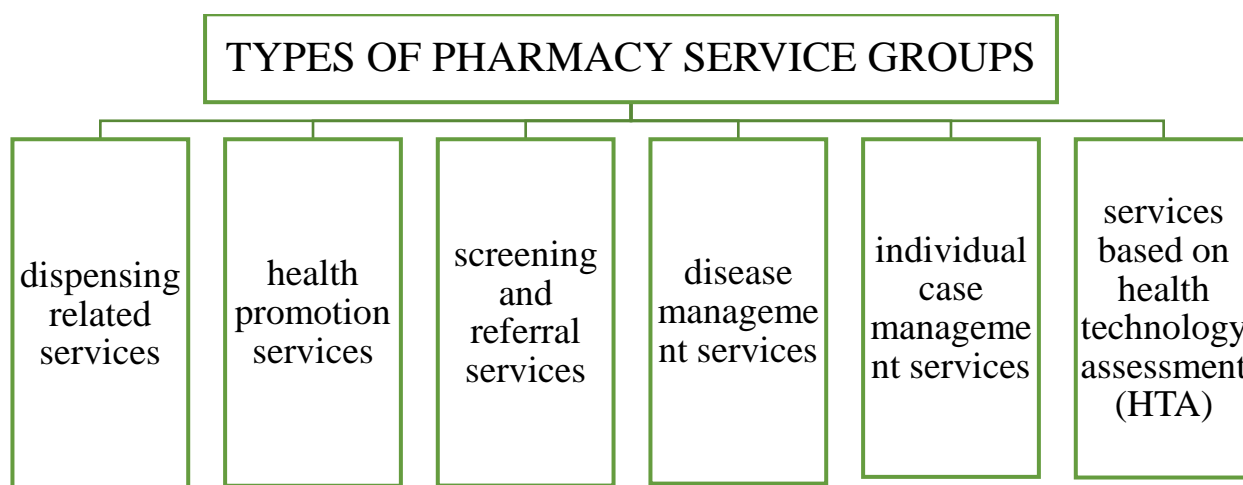 TYPES OF PHARMACY SERVICE GROUPS
dispensing
related
services
health
promotion
services
screening
and
referral
services
disease
manageme
nt services
individual
case
manageme
nt services
services
based on
health
technology
assessment
(HTA)